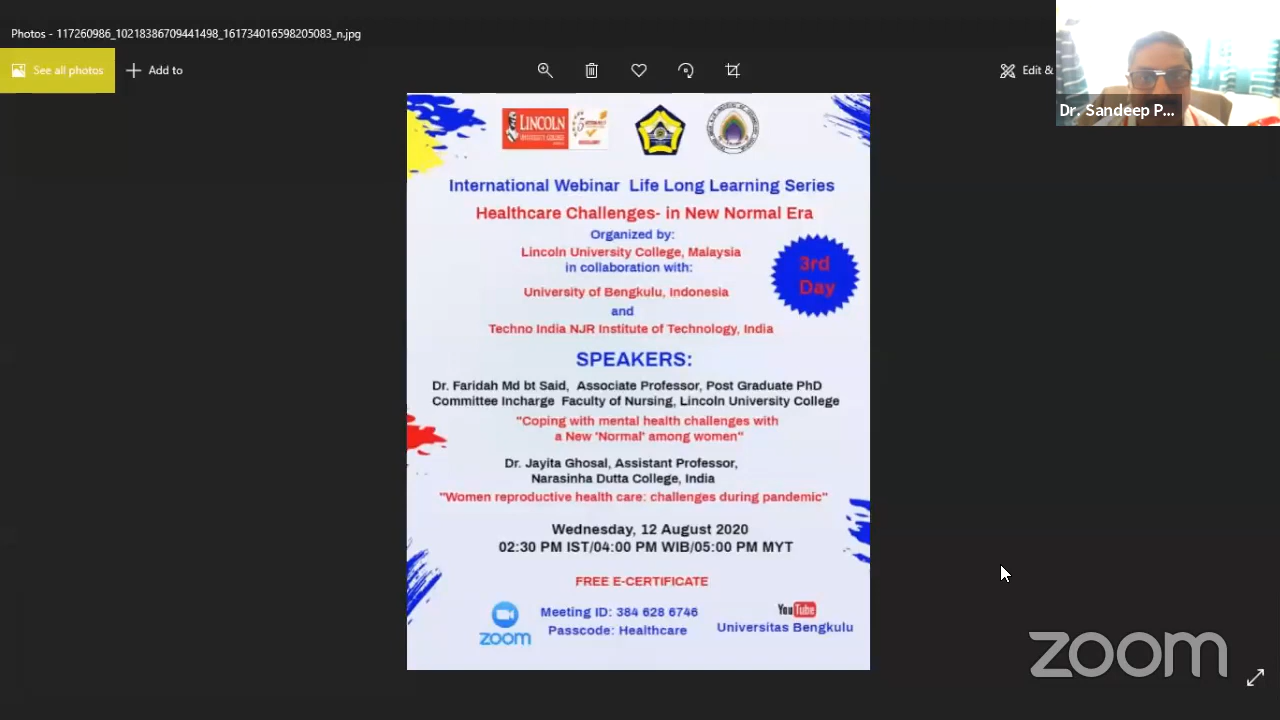 Photos - 117260986_10218386709441498_161734016598205083_n.jpg
See all photos
Add to
Edit &
Dr. Sandeep P...
LINCOLN
UNIVERSITY COLLEGE
5
International Webinar Life Long Learning Series
Healthcare Challenges- in New Normal Era
Organized by:
Lincoln University College, Malaysia
in collaboration with:
3rd
Day
University of Bengkulu, Indonesia
and
Techno India NJR Institute of Technology, India
SPEAKERS:
Dr. Faridah Md bt Said, Associate Professor, Post Graduate PhD
Committee Incharge Faculty of Nursing, Lincoln University College
"Coping with mental health challenges with
a New 'Normal' among women"
Dr. Jayita Ghosal, Assistant Professor,
Narasinha Dutta College, India
"Women reproductive health care: challenges during pandemic"
Wednesday, 12 August 2020
02:30 PM IST/04:00 PM WIB/05:00 PM MYT
FREE E-CERTIFICATE
zoom
Meeting ID: 384 628 6746
Passcode: Healthcare
YouTube
Universitas Bengkulu
zoom